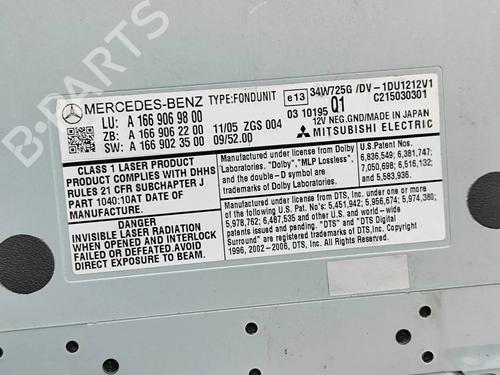 MERCEDES-BENZ TYPE:FONDUNIT e13 34W725G /DV-1DU1212V1
C215030301
LU: A 166 906 98 00
03 10195 Q1
ZB: A 166 906 22 00 11/05 ZGS 004 12V NEG.GND/MADE IN JAPAN
SW: A 166 902 35 00 09/52.00 MITSUBISHI ELECTRIC
CLASS 1 LASER PRODUCT
PRODUCT COMPLIES WITH DHHS
RULES 21 CFR SUBCHAPTER J
PART 1040:10AT DATE OF
MANUFACTURE.
Manufactured under license from Dolby
Laboratories. "Dolby","MLP Lossless",
and the double-D symbol are
trademarks of Dolby Laboratories.
Manufactured under
license under U.S. Pat No's
6,836,549; 6,381,747;
7,050,698; 6,516,132;
and 5,583,936.
DANGER
INVISIBLE LASER RADIATION
WHEN OPENED AND INTERLOCK
FAILED OR DEFEATED.AVOID
DIRECT EXPOSURE TO BEAM.
Manufactured under license from DTS, Inc. under one or more
of the following U.S. Pat. No's 5,451,942; 5,956,674; 5,974,380;
5,978,762; 6,487,535 and other U.S. and world-wide
patents issued and pending. "DTS" and "DTS Digital
Surround" are registered trademarks of DTS, Inc. Copyright
1996, 2002-2006, DTS, Inc. All Rights Reserved.
B-PARTS